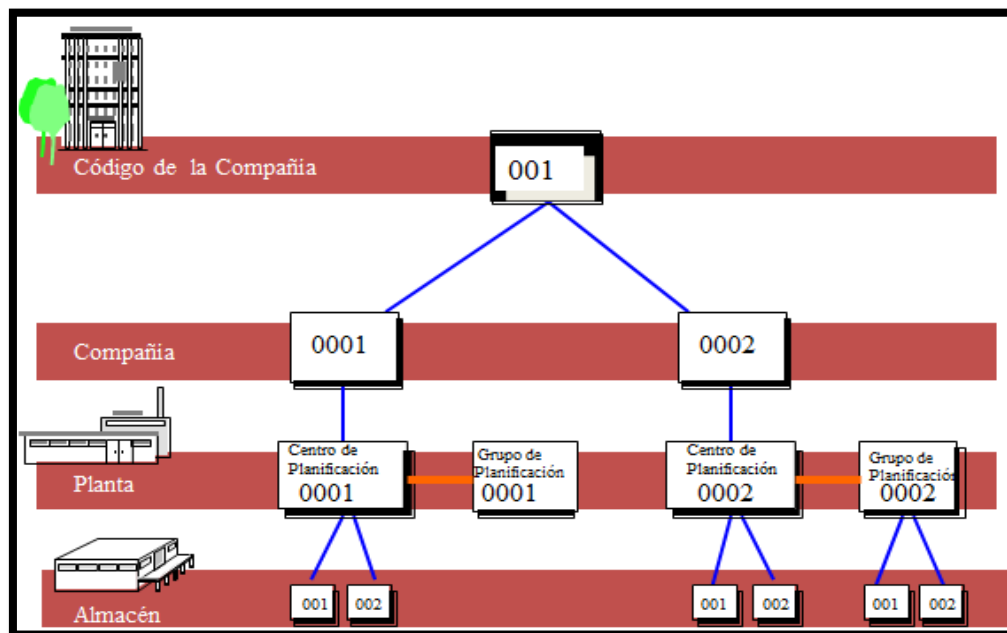 Código de la Compañia
001
Compañia
0001
0002
Planta
Centro de
Planificación
0001
Grupo de
Planificación
0001
Centro de
Planificación
0002
Grupo de
Planificación
0002
Almacén
001
002
001
002
001
002